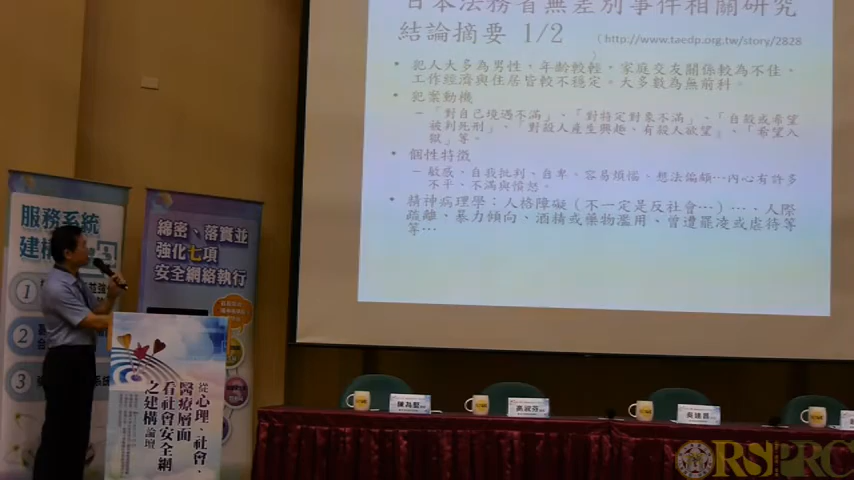 日本法務省無差別事件相關研究
結論摘要 1/2 (http://www.taedp.org.tw/story/2828
• 犯人大多為男性，年齡較輕。家庭交友關係較為不佳。
工作經濟與住居皆較不穩定。大多數為無前科。
• 犯案動機
– 「對自己境遇不滿」、「對特定對象不滿」、「自殺或希望
被判死刑」、「對殺人產生興趣、有殺人欲望」、「希望入
獄」等。
• 個性特徵
– 敏感、自我批判、自卑、容易煩惱、想法偏頗…內心有許多
不平、不滿與憤怒。
• 精神病理學：人格障礙（不一定是反社會…）…、人際
疏離、暴力傾向、酒精或藥物濫用、曾遭罷凌或虐待等
等…
服務系統
建構
1
2
3
綿密、落實並
強化七項
安全網絡執行
從心理、社會、
醫療層面
看社會安全網
之建構論壇
陳為堅
吳建昌
RSPRC